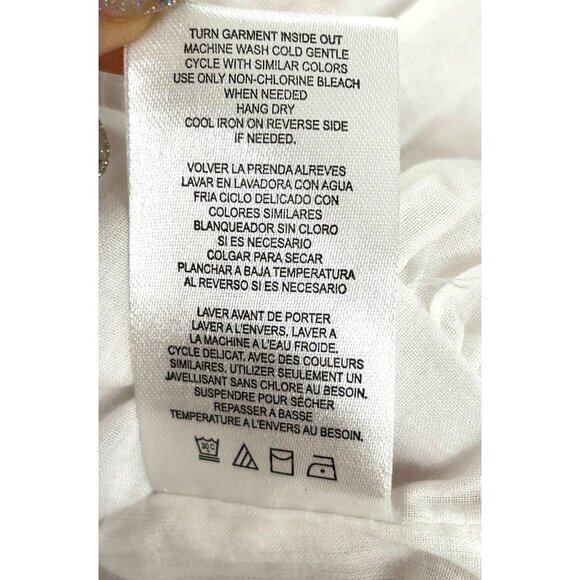 TURN GARMENT INSIDE OUT
MACHINE WASH COLD GENTLE
CYCLE WITH SIMILAR COLORS
USE ONLY NON-CHLORINE BLEACH
WHEN NEEDED
HANG DRY
COOL IRON ON REVERSE SIDE
IF NEEDED.
VOLVER LA PRENDA ALREVES
LAVAR EN LAVADORA CON AGUA
FRIA CICLO DELICADO CON
COLORES SIMILARES
BLANQUEADOR SIN CLORO
SI ES NECESARIO
COLGAR PARA SECAR
PLANCHAR A BAJA TEMPERATURA
AL REVERSO SI ES NECESARIO
LAVER AVANT DE PORTER
LAVER A L'ENVERS, LAVER A
LA MACHINE A L'EAU FROIDE,
CYCLE DELICAT, AVEC DES COULEURS
SIMILAIRES, UTILIZER SEULEMENT UN
JAVELLISANT SANS CHLORE AU BESOIN.
SUSPENDRE POUR SÉCHER
REPASSER A BASSE
TEMPERATURE A L'ENVERS AU BESOIN.
30 C